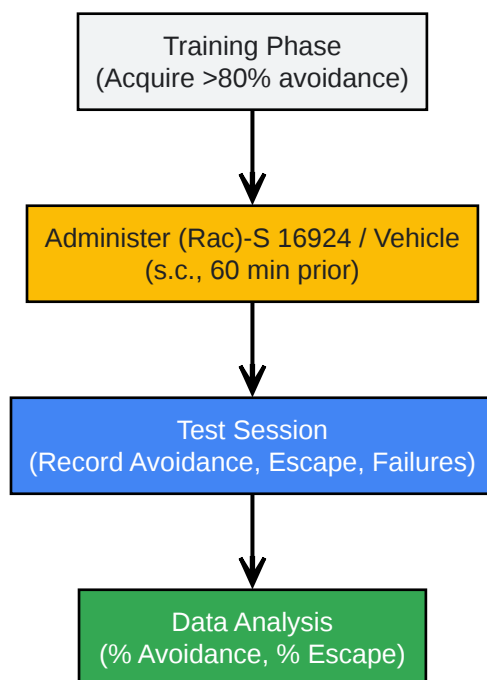 Training Phase
(Acquire >80% avoidance)
Administer (Rac)-S 16924 / Vehicle
(s.c., 60 min prior)
Test Session
(Record Avoidance, Escape, Failures)
Data Analysis
(% Avoidance, % Escape)